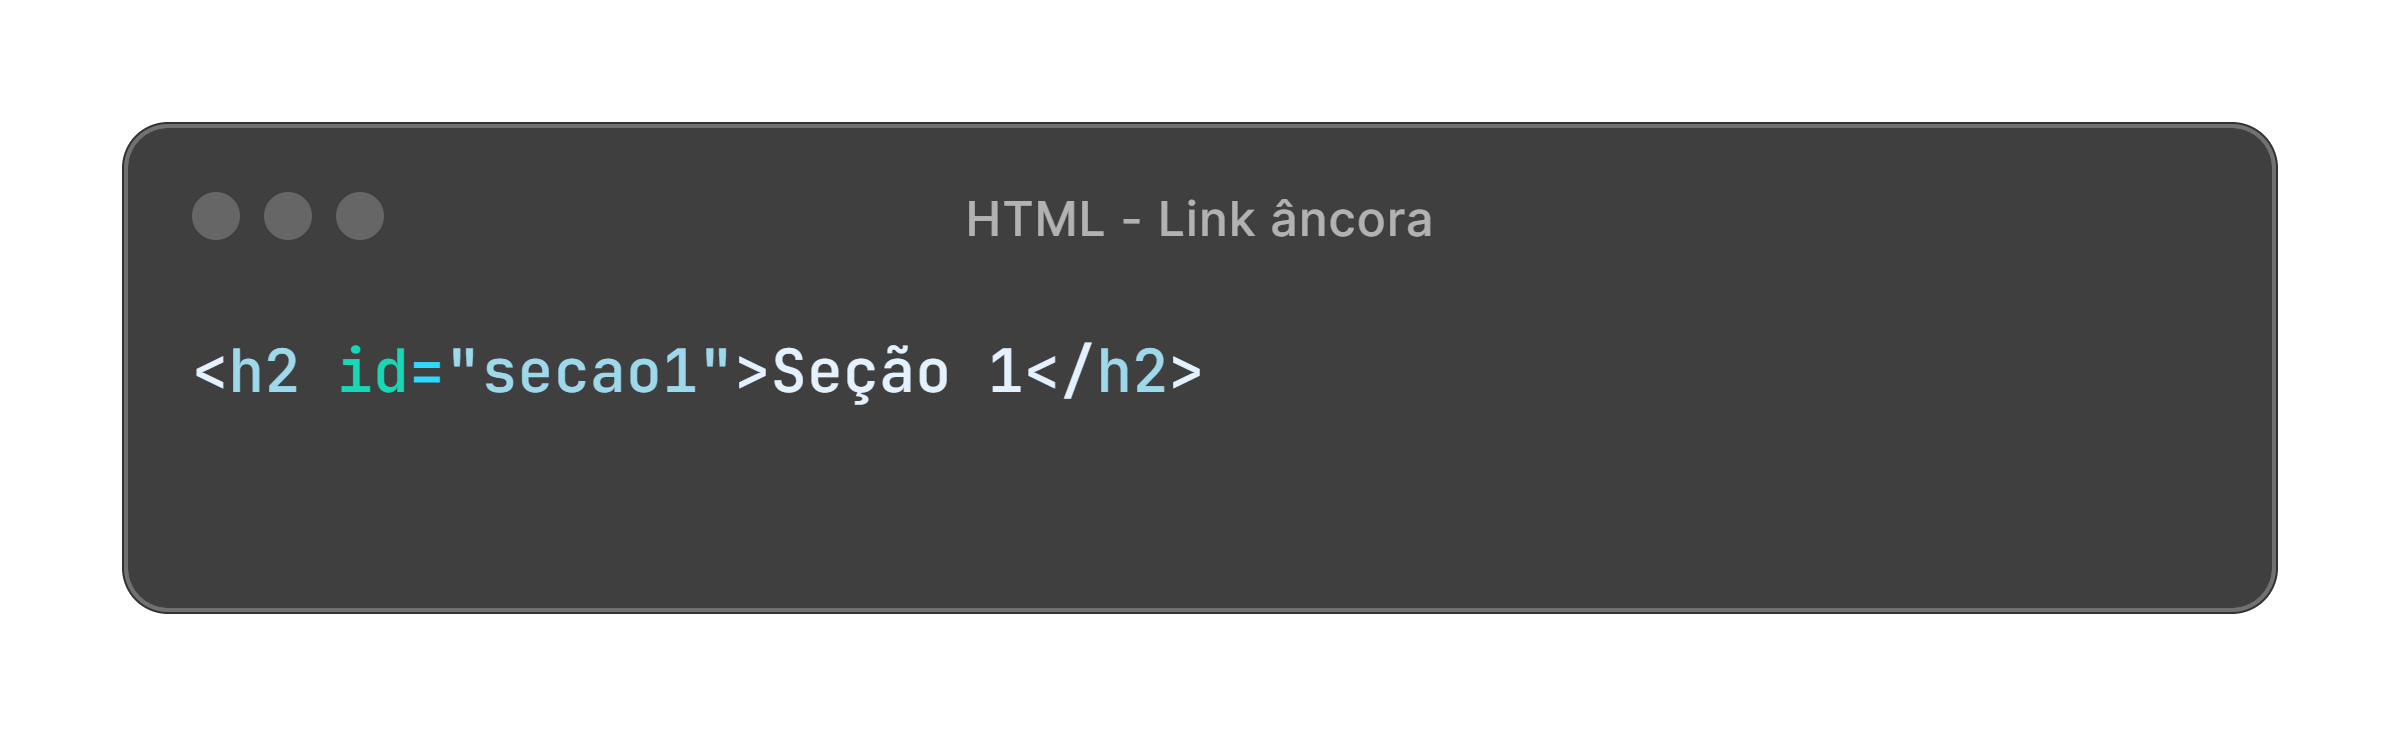 HTML - Link âncora
<h2 id="secao1">Seção 1</h2>